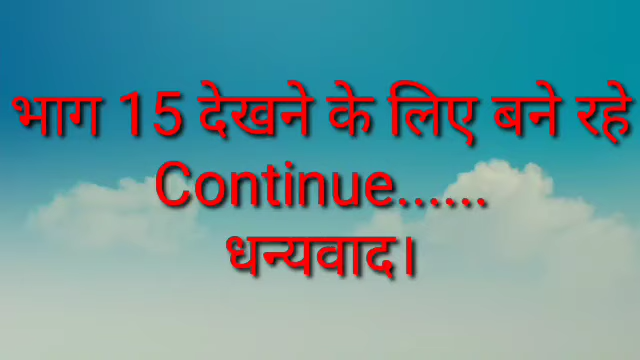 भाग 15 देखने के लिए बने रहे
Continue......
धन्यवाद।